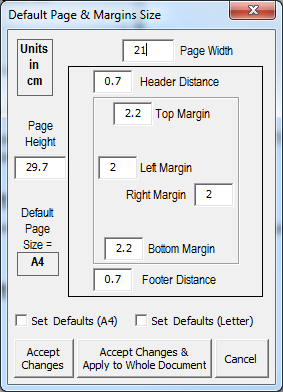 Default Page & Margins Size
Units
in
cm
21 Page Width
0.7 Header Distance
2.2 Top Margin
Page
Height
29.7
2 Left Margin
Right Margin 2
Default
Page
Size =
A4
2.2 Bottom Margin
0.7 Footer Distance
Set Defaults (A4) Set Defaults (Letter)
Accept
Changes
Accept Changes &
Apply to Whole Document
Cancel